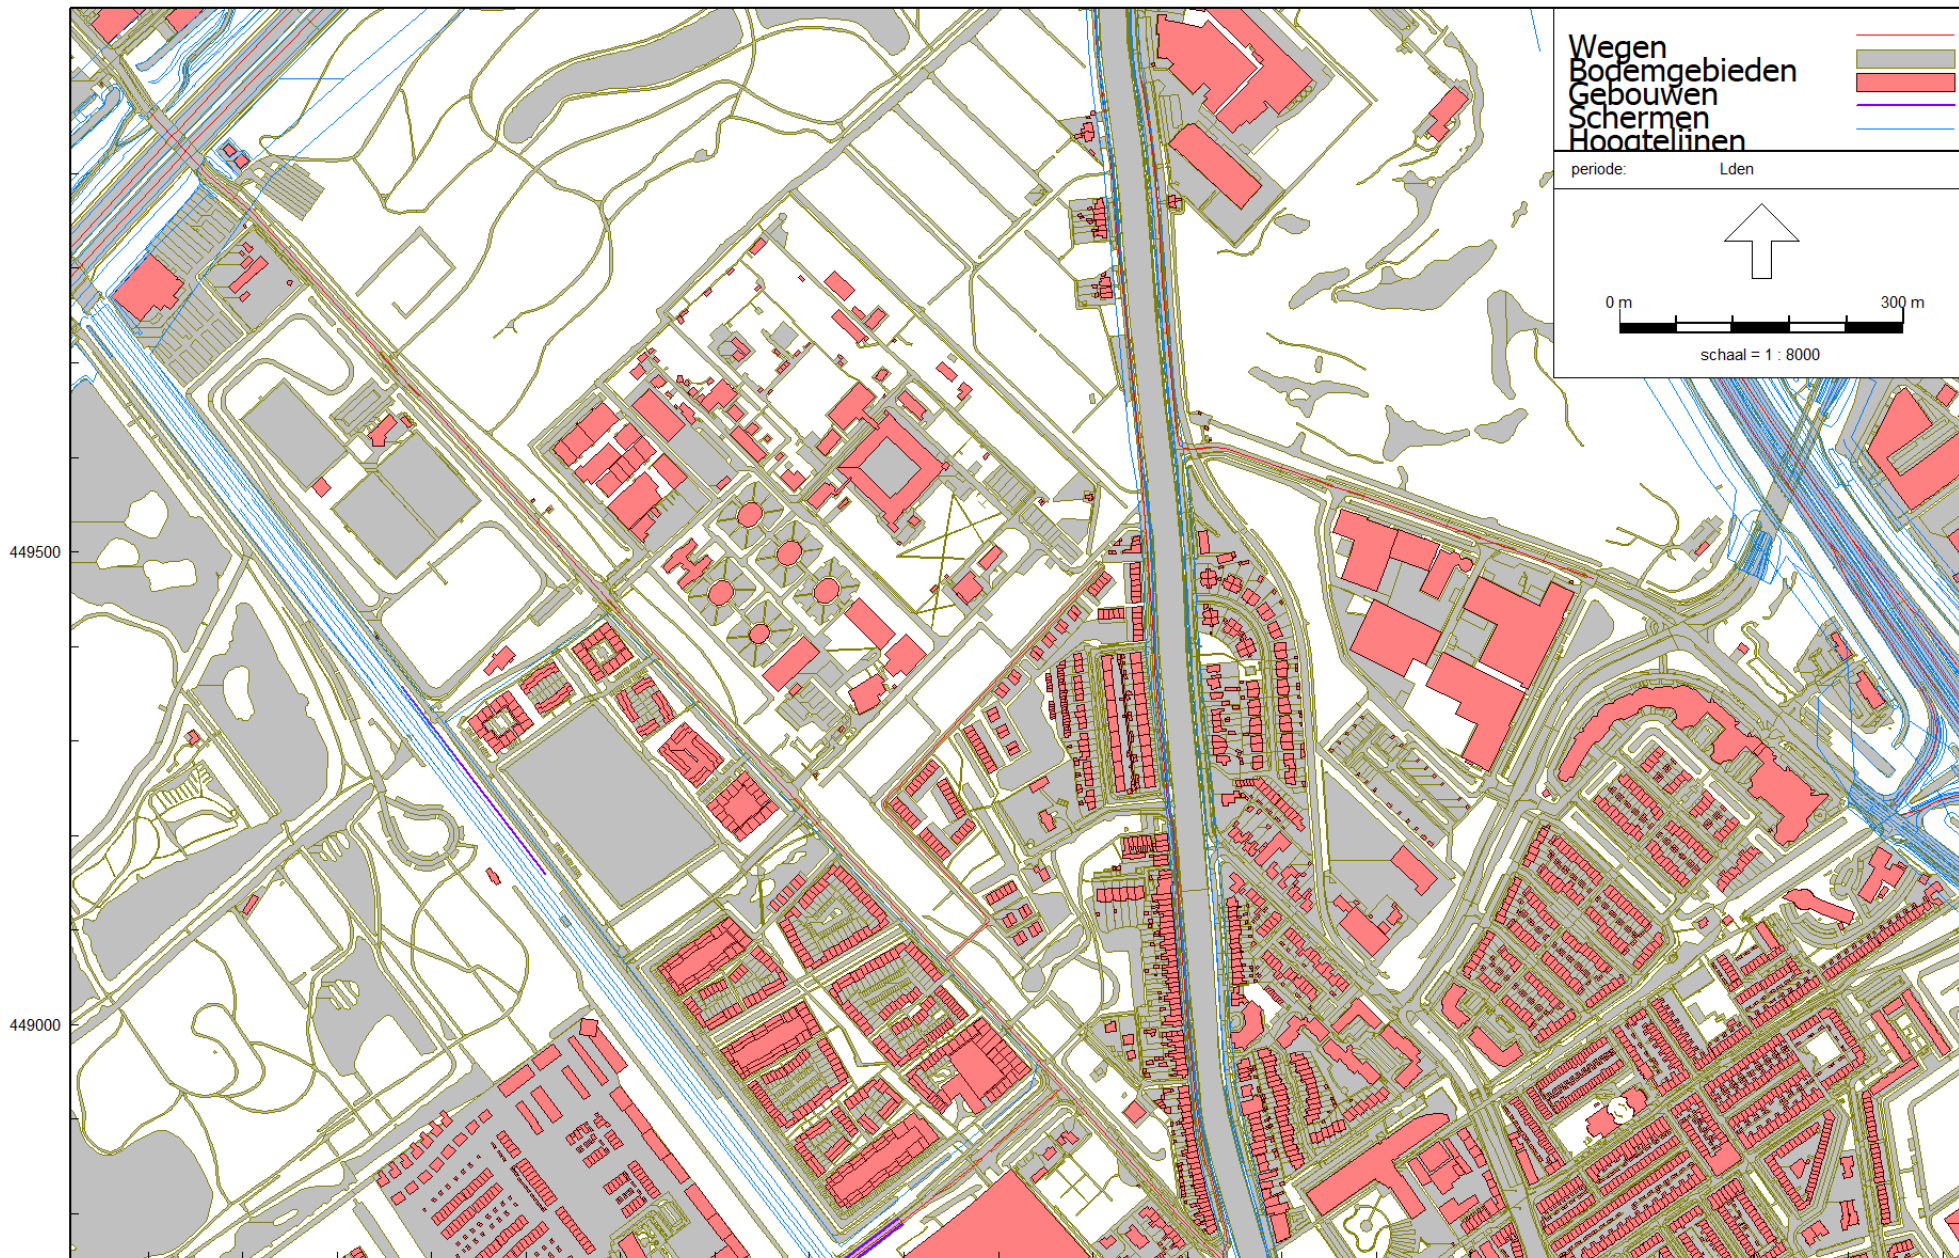 Wegen
Bodemgebieden
Gebouwen
Schermen
Hoogtelijnen
periode: Lden
0 m 300 m
schaal = 1 : 8000
449500
449000